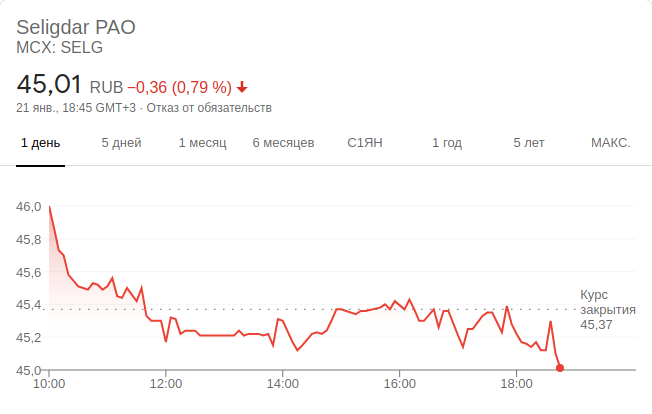 Seligdar PAO
MCX: SELG
45,01 RUB −0,36 (0,79 %)
21 янв., 18:45 GMT+3 · Отказ от обязательств
1 день 5 дней 1 месяц 6 месяцев С1ЯН 1 год 5 лет МАКС.
46,0
45,8
45,6
45,4
45,2
45,0
Курс
закрытия
45,37
10:00 12:00 14:00 16:00 18:00